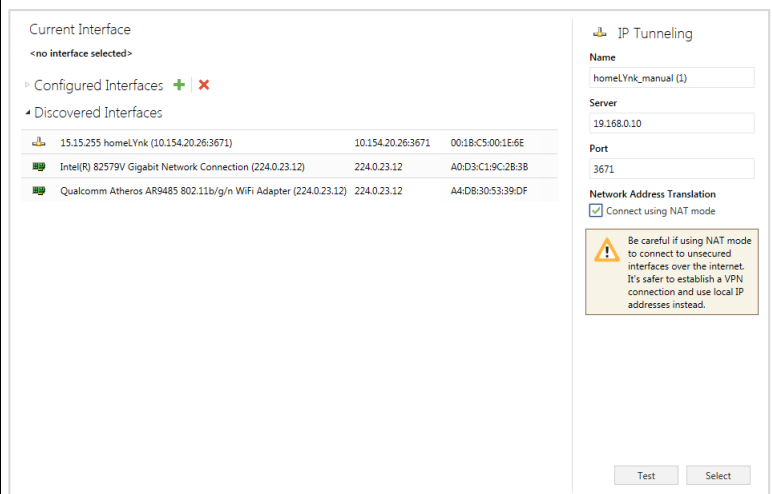 Current Interface
<no interface selected>
Configured Interfaces
Discovered Interfaces
15.15.255 homeLYnk (10.154.20.26:3671) 10.154.20.26:3671 00:1B:C5:00:1E:6E
Intel(R) 82579V Gigabit Network Connection (224.0.23.12) 224.0.23.12 A0:D3:C1:9C:2B:3B
Qualcomm Atheros AR9485 802.11b/g/n WiFi Adapter (224.0.23.12) 224.0.23.12 A4:DB:30:53:39:DF
IP Tunneling
Name
homeLYnk_manual (1)
Server
19.168.0.10
Port
3671
Network Address Translation
Connect using NAT mode
Be careful if using NAT mode
to connect to unsecured
interfaces over the internet.
It's safer to establish a VPN
connection and use local IP
addresses instead.
Test Select